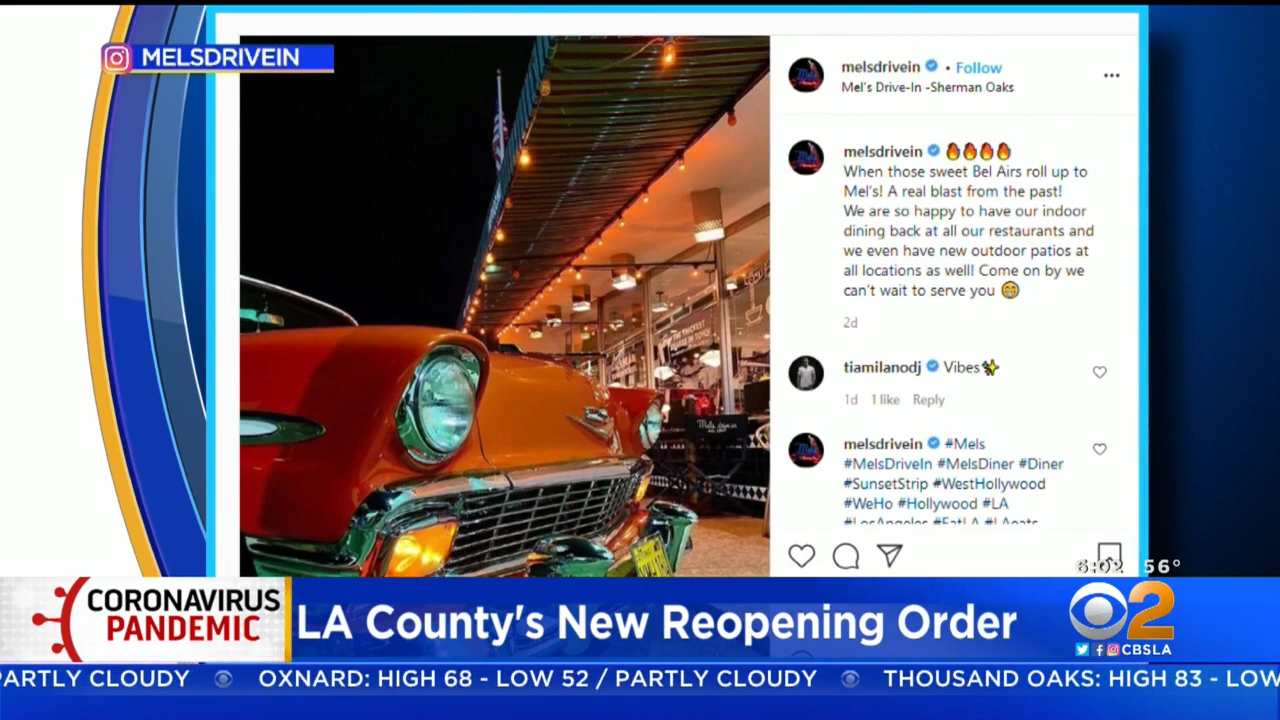 MELSDRIVEIN
melsdrivein • Follow
Mel's Drive-In -Sherman Oaks
melsdrivein 🔥🔥🔥🔥
When those sweet Bel Airs roll up to
Mel's! A real blast from the past!
We are so happy to have our indoor
dining back at all our restaurants and
we even have new outdoor patios at
all locations as well! Come on by we
can't wait to serve you 😁
2d
tiamilanodj Vibes✨
1d 1 like Reply
melsdrivein #Mels
#MelsDriveIn #MelsDiner #Diner
#SunsetStrip #WestHollywood
#WeHo #Hollywood #LA
#LosAngeles #EatLA #LAeats
6:02 56°
CORONAVIRUS
PANDEMIC
LA County's New Reopening Order
2
CBSLA
PARTLY CLOUDY OXNARD: HIGH 68 - LOW 52 / PARTLY CLOUDY THOUSAND OAKS: HIGH 83 - LOW